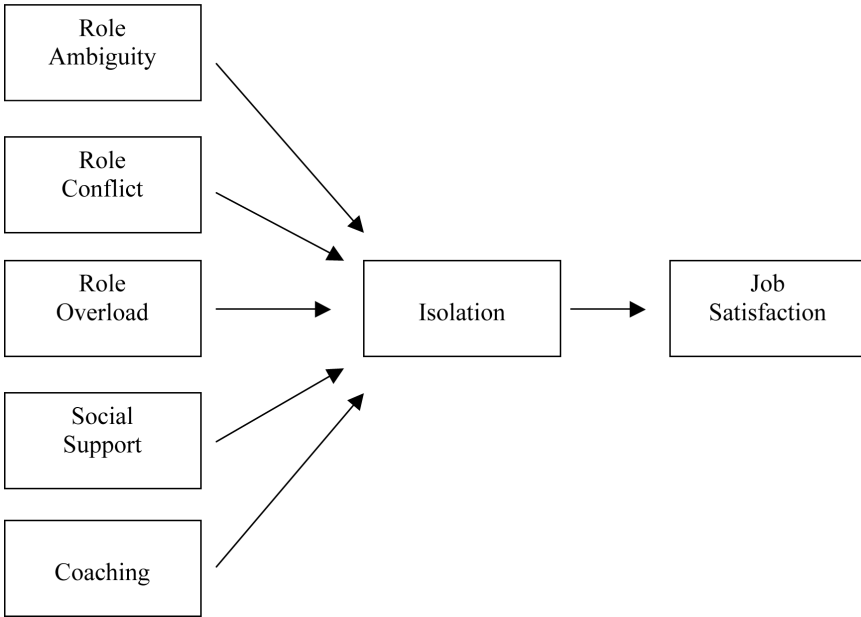 Role
Ambiguity
Role
Conflict
Role
Overload
Social
Support
Coaching
Isolation
Job
Satisfaction